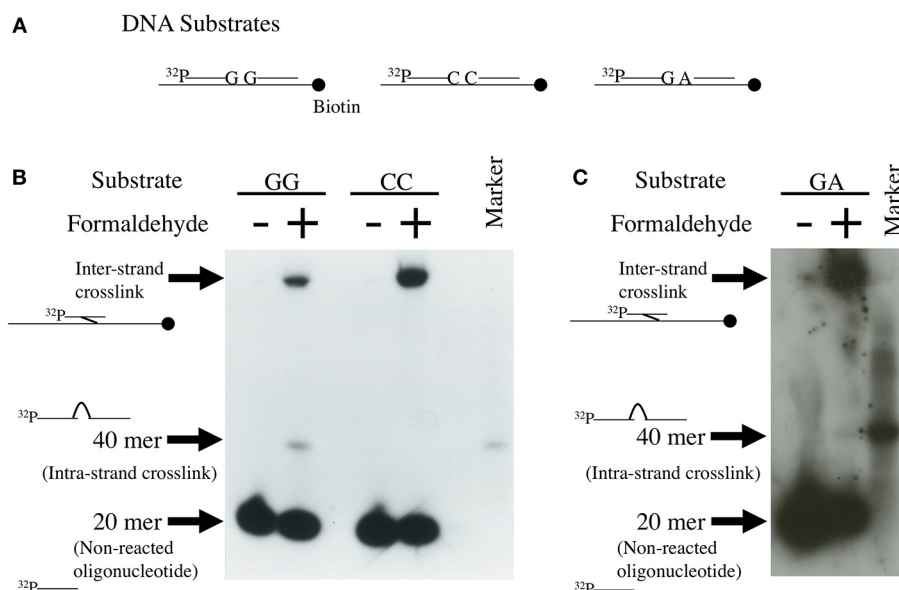 A
DNA Substrates
32P G G
Biotin
32P C C
32P G A
B
Substrate
GG
CC
Marker
Formaldehyde
- + - +
Inter-strand
crosslink
32P
32P
40 mer
(Intra-strand crosslink)
20 mer
(Non-reacted
oligonucleotide)
32P
C
Substrate
GA
Marker
Formaldehyde
- +
Inter-strand
crosslink
32P
32P
40 mer
(Intra-strand crosslink)
20 mer
(Non-reacted
oligonucleotide)
32P